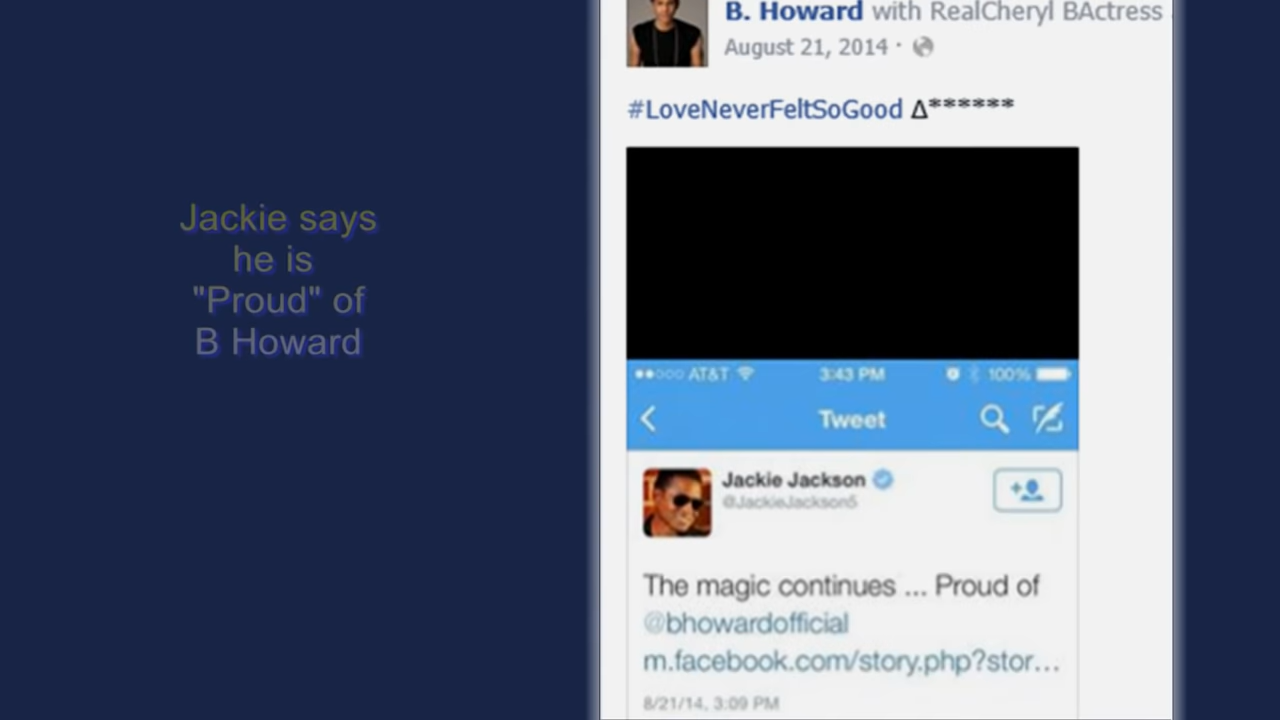 Jackie says
he is
"Proud" of
B Howard
B. Howard with RealCheryl BActress
August 21, 2014 ·
#LoveNeverFeltSoGood ∆******
AT&T 3:43 PM 100%
Tweet
Jackie Jackson
@JackieJackson5
The magic continues ... Proud of
@bhowardofficial
m.facebook.com/story.php?stor...
8/21/14, 3:09 PM